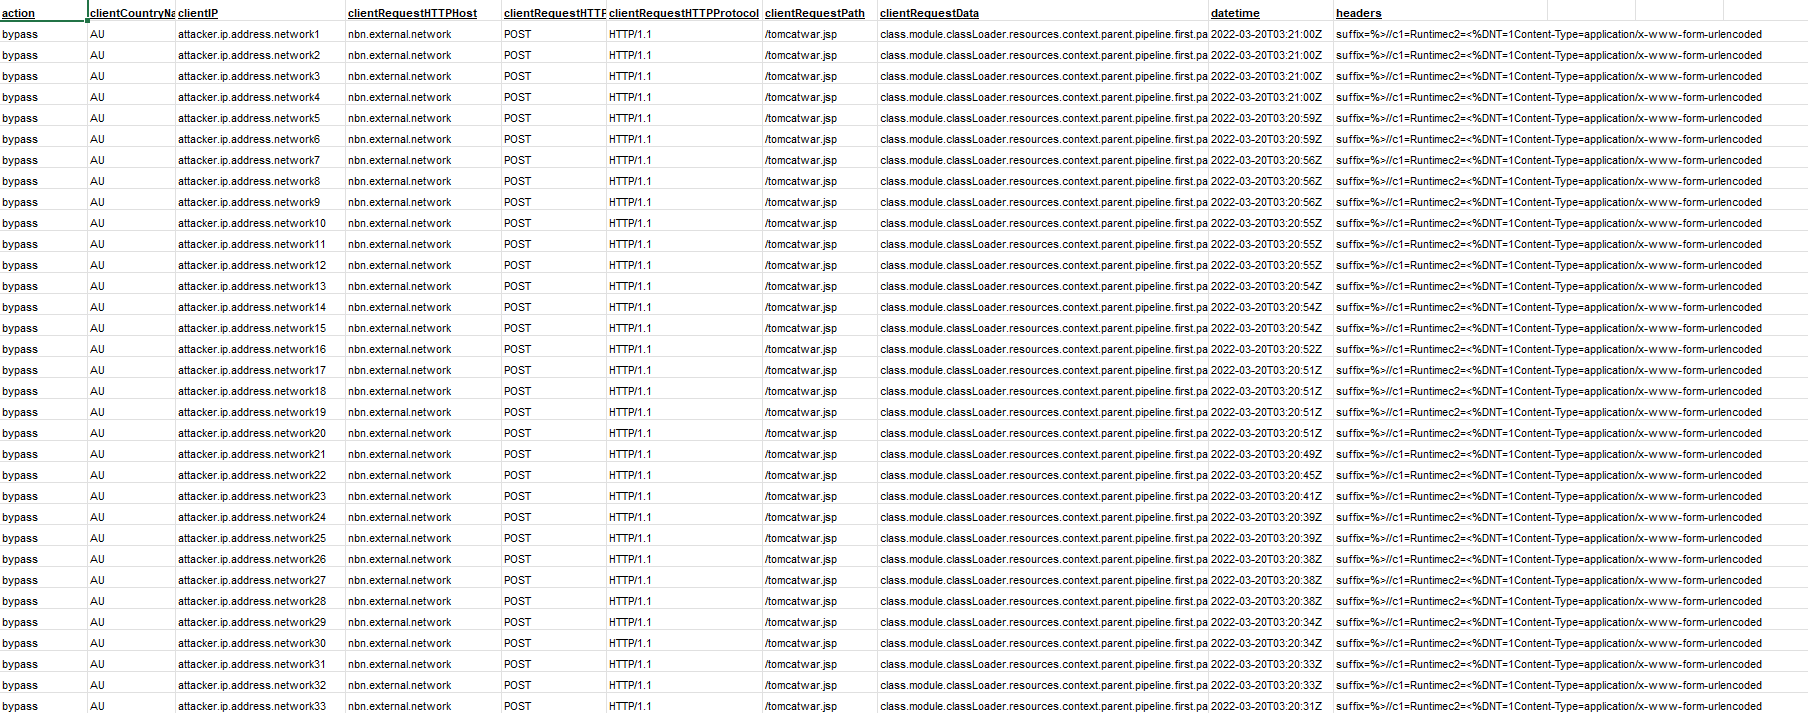 action clientCountryNa clientIP clientRequestHTTPHost clientRequestHTTP clientRequestHTTPProtocol clientRequestPath clientRequestData datetime headers
bypass AU attacker.ip.address.network1 nbn.external.network POST HTTP/1.1 /tomcatwar.jsp class.module.classLoader.resources.context.parent.pipeline.first.pa 2022-03-20T03:21:00Z suffix=%>//c1=Runtimec2=<%DNT=1Content-Type=application/x-www-form-urlencoded
bypass AU attacker.ip.address.network2 nbn.external.network POST HTTP/1.1 /tomcatwar.jsp class.module.classLoader.resources.context.parent.pipeline.first.pa 2022-03-20T03:21:00Z suffix=%>//c1=Runtimec2=<%DNT=1Content-Type=application/x-www-form-urlencoded
bypass AU attacker.ip.address.network3 nbn.external.network POST HTTP/1.1 /tomcatwar.jsp class.module.classLoader.resources.context.parent.pipeline.first.pa 2022-03-20T03:21:00Z suffix=%>//c1=Runtimec2=<%DNT=1Content-Type=application/x-www-form-urlencoded
bypass AU attacker.ip.address.network4 nbn.external.network POST HTTP/1.1 /tomcatwar.jsp class.module.classLoader.resources.context.parent.pipeline.first.pa 2022-03-20T03:21:00Z suffix=%>//c1=Runtimec2=<%DNT=1Content-Type=application/x-www-form-urlencoded
bypass AU attacker.ip.address.network5 nbn.external.network POST HTTP/1.1 /tomcatwar.jsp class.module.classLoader.resources.context.parent.pipeline.first.pa 2022-03-20T03:20:59Z suffix=%>//c1=Runtimec2=<%DNT=1Content-Type=application/x-www-form-urlencoded
bypass AU attacker.ip.address.network6 nbn.external.network POST HTTP/1.1 /tomcatwar.jsp class.module.classLoader.resources.context.parent.pipeline.first.pa 2022-03-20T03:20:59Z suffix=%>//c1=Runtimec2=<%DNT=1Content-Type=application/x-www-form-urlencoded
bypass AU attacker.ip.address.network7 nbn.external.network POST HTTP/1.1 /tomcatwar.jsp class.module.classLoader.resources.context.parent.pipeline.first.pa 2022-03-20T03:20:56Z suffix=%>//c1=Runtimec2=<%DNT=1Content-Type=application/x-www-form-urlencoded
bypass AU attacker.ip.address.network8 nbn.external.network POST HTTP/1.1 /tomcatwar.jsp class.module.classLoader.resources.context.parent.pipeline.first.pa 2022-03-20T03:20:56Z suffix=%>//c1=Runtimec2=<%DNT=1Content-Type=application/x-www-form-urlencoded
bypass AU attacker.ip.address.network9 nbn.external.network POST HTTP/1.1 /tomcatwar.jsp class.module.classLoader.resources.context.parent.pipeline.first.pa 2022-03-20T03:20:56Z suffix=%>//c1=Runtimec2=<%DNT=1Content-Type=application/x-www-form-urlencoded
bypass AU attacker.ip.address.network10 nbn.external.network POST HTTP/1.1 /tomcatwar.jsp class.module.classLoader.resources.context.parent.pipeline.first.pa 2022-03-20T03:20:55Z suffix=%>//c1=Runtimec2=<%DNT=1Content-Type=application/x-www-form-urlencoded
bypass AU attacker.ip.address.network11 nbn.external.network POST HTTP/1.1 /tomcatwar.jsp class.module.classLoader.resources.context.parent.pipeline.first.pa 2022-03-20T03:20:55Z suffix=%>//c1=Runtimec2=<%DNT=1Content-Type=application/x-www-form-urlencoded
bypass AU attacker.ip.address.network12 nbn.external.network POST HTTP/1.1 /tomcatwar.jsp class.module.classLoader.resources.context.parent.pipeline.first.pa 2022-03-20T03:20:55Z suffix=%>//c1=Runtimec2=<%DNT=1Content-Type=application/x-www-form-urlencoded
bypass AU attacker.ip.address.network13 nbn.external.network POST HTTP/1.1 /tomcatwar.jsp class.module.classLoader.resources.context.parent.pipeline.first.pa 2022-03-20T03:20:54Z suffix=%>//c1=Runtimec2=<%DNT=1Content-Type=application/x-www-form-urlencoded
bypass AU attacker.ip.address.network14 nbn.external.network POST HTTP/1.1 /tomcatwar.jsp class.module.classLoader.resources.context.parent.pipeline.first.pa 2022-03-20T03:20:54Z suffix=%>//c1=Runtimec2=<%DNT=1Content-Type=application/x-www-form-urlencoded
bypass AU attacker.ip.address.network15 nbn.external.network POST HTTP/1.1 /tomcatwar.jsp class.module.classLoader.resources.context.parent.pipeline.first.pa 2022-03-20T03:20:54Z suffix=%>//c1=Runtimec2=<%DNT=1Content-Type=application/x-www-form-urlencoded
bypass AU attacker.ip.address.network16 nbn.external.network POST HTTP/1.1 /tomcatwar.jsp class.module.classLoader.resources.context.parent.pipeline.first.pa 2022-03-20T03:20:52Z suffix=%>//c1=Runtimec2=<%DNT=1Content-Type=application/x-www-form-urlencoded
bypass AU attacker.ip.address.network17 nbn.external.network POST HTTP/1.1 /tomcatwar.jsp class.module.classLoader.resources.context.parent.pipeline.first.pa 2022-03-20T03:20:51Z suffix=%>//c1=Runtimec2=<%DNT=1Content-Type=application/x-www-form-urlencoded
bypass AU attacker.ip.address.network18 nbn.external.network POST HTTP/1.1 /tomcatwar.jsp class.module.classLoader.resources.context.parent.pipeline.first.pa 2022-03-20T03:20:51Z suffix=%>//c1=Runtimec2=<%DNT=1Content-Type=application/x-www-form-urlencoded
bypass AU attacker.ip.address.network19 nbn.external.network POST HTTP/1.1 /tomcatwar.jsp class.module.classLoader.resources.context.parent.pipeline.first.pa 2022-03-20T03:20:51Z suffix=%>//c1=Runtimec2=<%DNT=1Content-Type=application/x-www-form-urlencoded
bypass AU attacker.ip.address.network20 nbn.external.network POST HTTP/1.1 /tomcatwar.jsp class.module.classLoader.resources.context.parent.pipeline.first.pa 2022-03-20T03:20:51Z suffix=%>//c1=Runtimec2=<%DNT=1Content-Type=application/x-www-form-urlencoded
bypass AU attacker.ip.address.network21 nbn.external.network POST HTTP/1.1 /tomcatwar.jsp class.module.classLoader.resources.context.parent.pipeline.first.pa 2022-03-20T03:20:49Z suffix=%>//c1=Runtimec2=<%DNT=1Content-Type=application/x-www-form-urlencoded
bypass AU attacker.ip.address.network22 nbn.external.network POST HTTP/1.1 /tomcatwar.jsp class.module.classLoader.resources.context.parent.pipeline.first.pa 2022-03-20T03:20:45Z suffix=%>//c1=Runtimec2=<%DNT=1Content-Type=application/x-www-form-urlencoded
bypass AU attacker.ip.address.network23 nbn.external.network POST HTTP/1.1 /tomcatwar.jsp class.module.classLoader.resources.context.parent.pipeline.first.pa 2022-03-20T03:20:41Z suffix=%>//c1=Runtimec2=<%DNT=1Content-Type=application/x-www-form-urlencoded
bypass AU attacker.ip.address.network24 nbn.external.network POST HTTP/1.1 /tomcatwar.jsp class.module.classLoader.resources.context.parent.pipeline.first.pa 2022-03-20T03:20:39Z suffix=%>//c1=Runtimec2=<%DNT=1Content-Type=application/x-www-form-urlencoded
bypass AU attacker.ip.address.network25 nbn.external.network POST HTTP/1.1 /tomcatwar.jsp class.module.classLoader.resources.context.parent.pipeline.first.pa 2022-03-20T03:20:39Z suffix=%>//c1=Runtimec2=<%DNT=1Content-Type=application/x-www-form-urlencoded
bypass AU attacker.ip.address.network26 nbn.external.network POST HTTP/1.1 /tomcatwar.jsp class.module.classLoader.resources.context.parent.pipeline.first.pa 2022-03-20T03:20:38Z suffix=%>//c1=Runtimec2=<%DNT=1Content-Type=application/x-www-form-urlencoded
bypass AU attacker.ip.address.network27 nbn.external.network POST HTTP/1.1 /tomcatwar.jsp class.module.classLoader.resources.context.parent.pipeline.first.pa 2022-03-20T03:20:38Z suffix=%>//c1=Runtimec2=<%DNT=1Content-Type=application/x-www-form-urlencoded
bypass AU attacker.ip.address.network28 nbn.external.network POST HTTP/1.1 /tomcatwar.jsp class.module.classLoader.resources.context.parent.pipeline.first.pa 2022-03-20T03:20:38Z suffix=%>//c1=Runtimec2=<%DNT=1Content-Type=application/x-www-form-urlencoded
bypass AU attacker.ip.address.network29 nbn.external.network POST HTTP/1.1 /tomcatwar.jsp class.module.classLoader.resources.context.parent.pipeline.first.pa 2022-03-20T03:20:34Z suffix=%>//c1=Runtimec2=<%DNT=1Content-Type=application/x-www-form-urlencoded
bypass AU attacker.ip.address.network30 nbn.external.network POST HTTP/1.1 /tomcatwar.jsp class.module.classLoader.resources.context.parent.pipeline.first.pa 2022-03-20T03:20:34Z suffix=%>//c1=Runtimec2=<%DNT=1Content-Type=application/x-www-form-urlencoded
bypass AU attacker.ip.address.network31 nbn.external.network POST HTTP/1.1 /tomcatwar.jsp class.module.classLoader.resources.context.parent.pipeline.first.pa 2022-03-20T03:20:33Z suffix=%>//c1=Runtimec2=<%DNT=1Content-Type=application/x-www-form-urlencoded
bypass AU attacker.ip.address.network32 nbn.external.network POST HTTP/1.1 /tomcatwar.jsp class.module.classLoader.resources.context.parent.pipeline.first.pa 2022-03-20T03:20:33Z suffix=%>//c1=Runtimec2=<%DNT=1Content-Type=application/x-www-form-urlencoded
bypass AU attacker.ip.address.network33 nbn.external.network POST HTTP/1.1 /tomcatwar.jsp class.module.classLoader.resources.context.parent.pipeline.first.pa 2022-03-20T03:20:31Z suffix=%>//c1=Runtimec2=<%DNT=1Content-Type=application/x-www-form-urlencoded